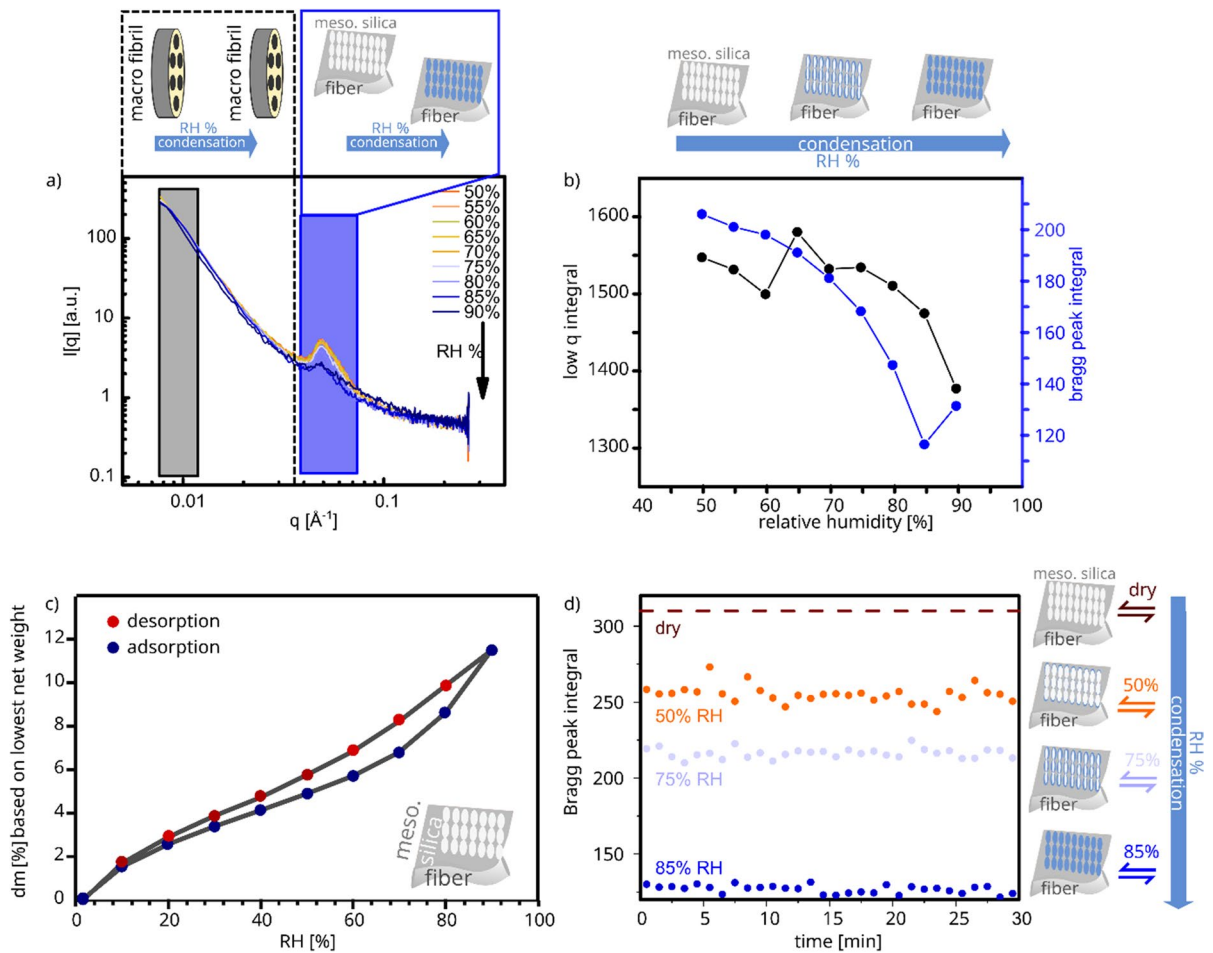 macro fibril
macro fibril
RH %
condensation
meso. silica
fiber
fiber
RH %
condensation
a)
I[q] [a.u.]
100
10
1
0.1
0.01
0.1
q [Å⁻¹]
50%
55%
60%
65%
70%
75%
80%
85%
90%
RH %
meso. silica
fiber
fiber
fiber
condensation
RH %
b)
low q integral
1600
1500
1400
1300
40
50
60
70
80
90
100
relative humidity [%]
200
180
160
140
120
bragg peak integral
c)
dm [%] based on lowest net weight
12
10
8
6
4
2
0
0
20
40
60
80
100
RH [%]
desorption
adsorption
meso.
silica
fiber
d)
Bragg peak integral
300
250
200
150
0
5
10
15
20
25
30
time [min]
dry
50% RH
75% RH
85% RH
meso. silica
fiber
dry
fiber
50%
fiber
75%
fiber
85%
RH %
condensation